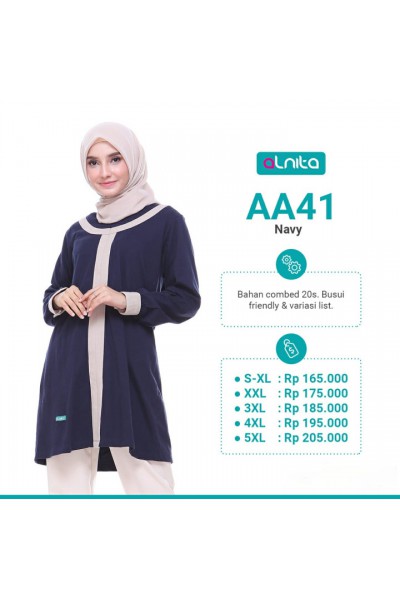 aLnita
AA41
Navy
Bahan combed 20s. Busui
friendly & variasi list.
• S-XL : Rp 165.000
• XXL : Rp 175.000
• 3XL : Rp 185.000
• 4XL : Rp 195.000
• 5XL : Rp 205.000